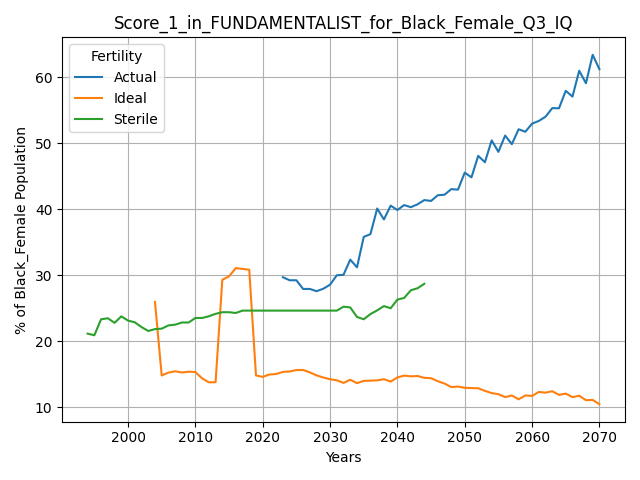 Score_1_in_FUNDAMENTALIST_for_Black_Female_Q3_IQ
Fertility
Actual
Ideal
Sterile
% of Black_Female Population
60
50
40
30
20
10
2000 2010 2020 2030 2040 2050 2060 2070
Years